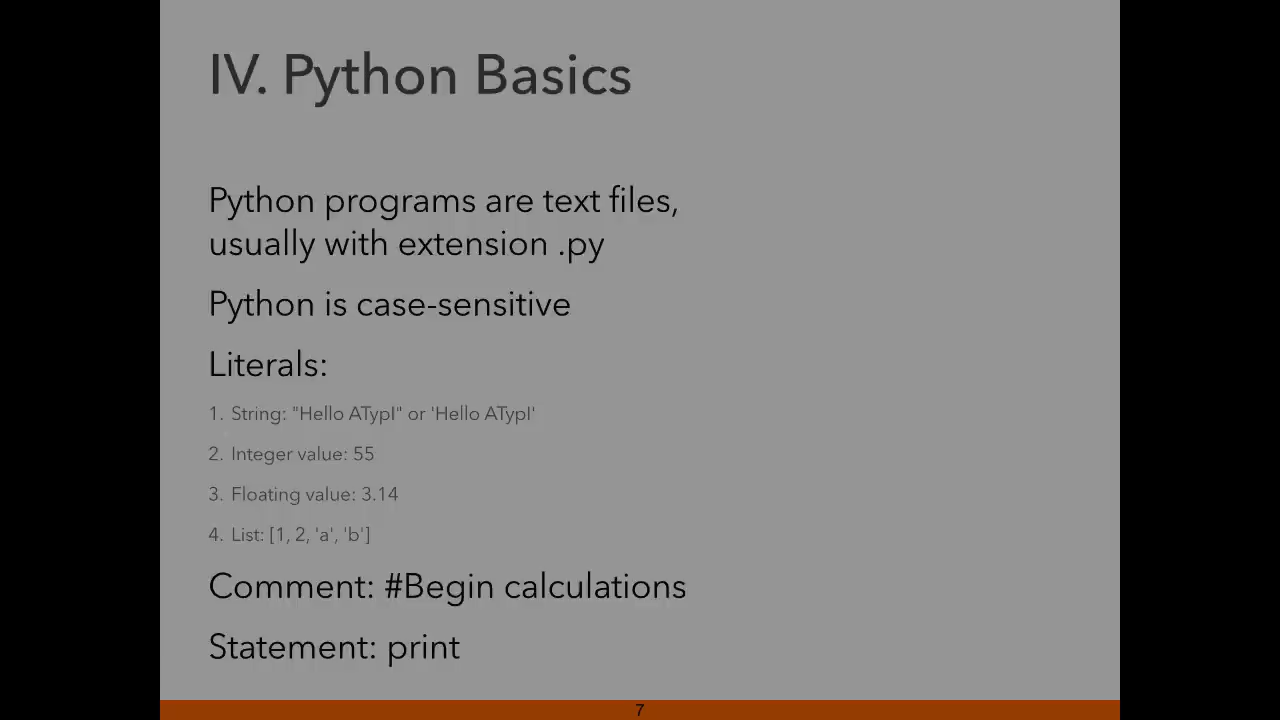 IV. Python Basics
Python programs are text files,
usually with extension .py
Python is case-sensitive
Literals:
1. String: "Hello ATypI" or 'Hello ATypI'
2. Integer value: 55
3. Floating value: 3.14
4. List: [1, 2, 'a', 'b']
Comment: #Begin calculations
Statement: print
7